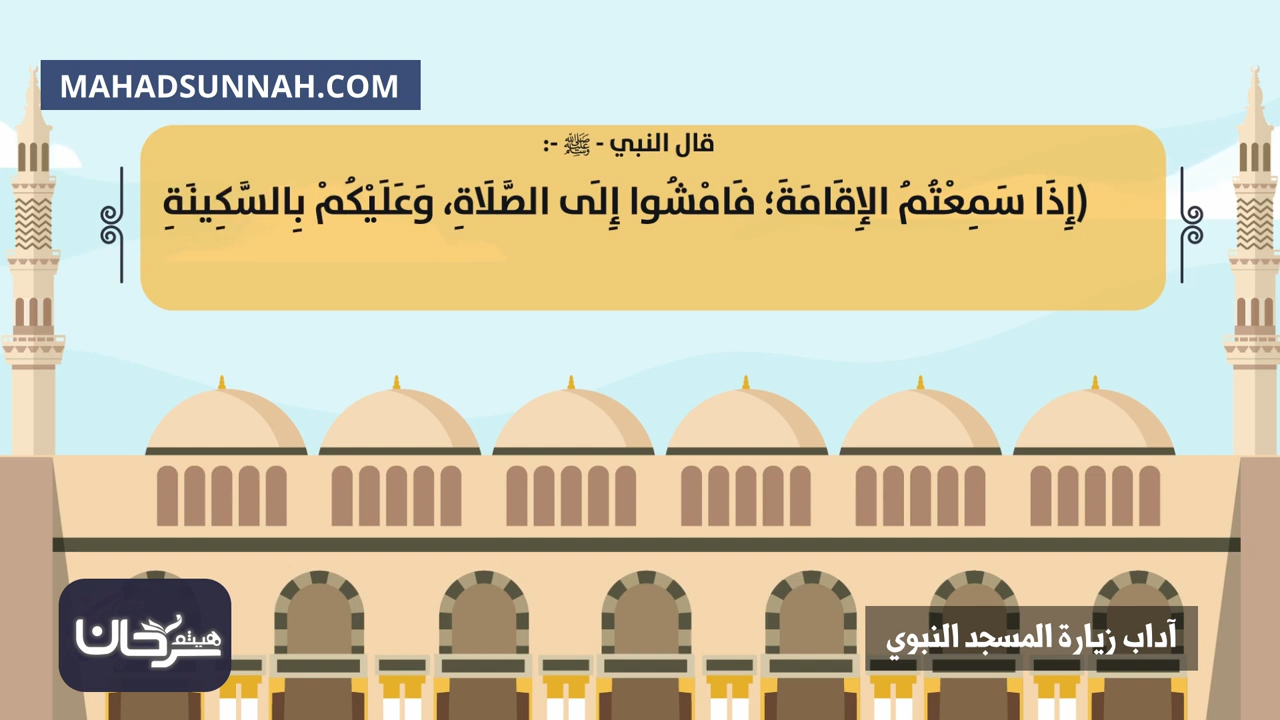 MAHADSUNNAH.COM
قال النبي - ﷺ -:
(إِذَا سَمِعْتُمُ الإِقَامَةَ؛ فَامْشُوا إِلَى الصَّلَاةِ، وَعَلَيْكُمْ بِالسَّكِينَةِ
آداب زيارة المسجد النبوي
هيثم سرحان